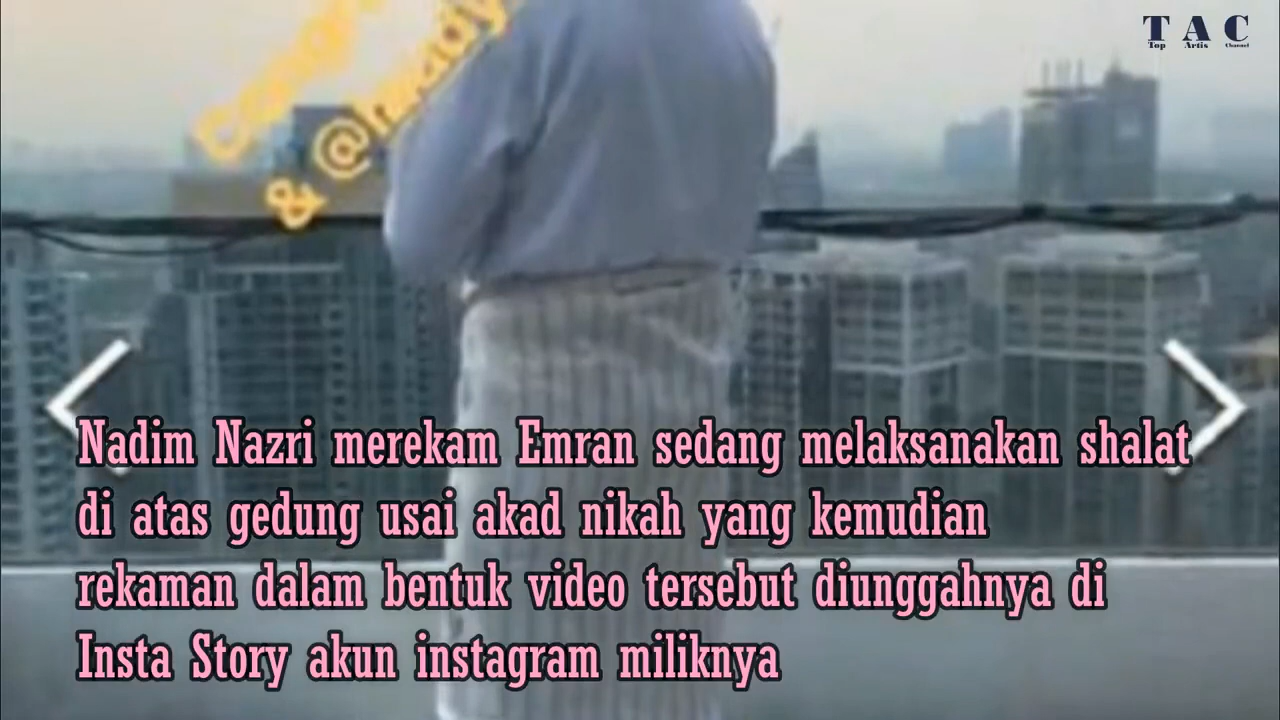 T A C
Top Artis Channel
& @
Nadim Nazri merekam Emran sedang melaksanakan shalat
di atas gedung usai akad nikah yang kemudian
rekaman dalam bentuk video tersebut diunggahnya di
Insta Story akun instagram miliknya